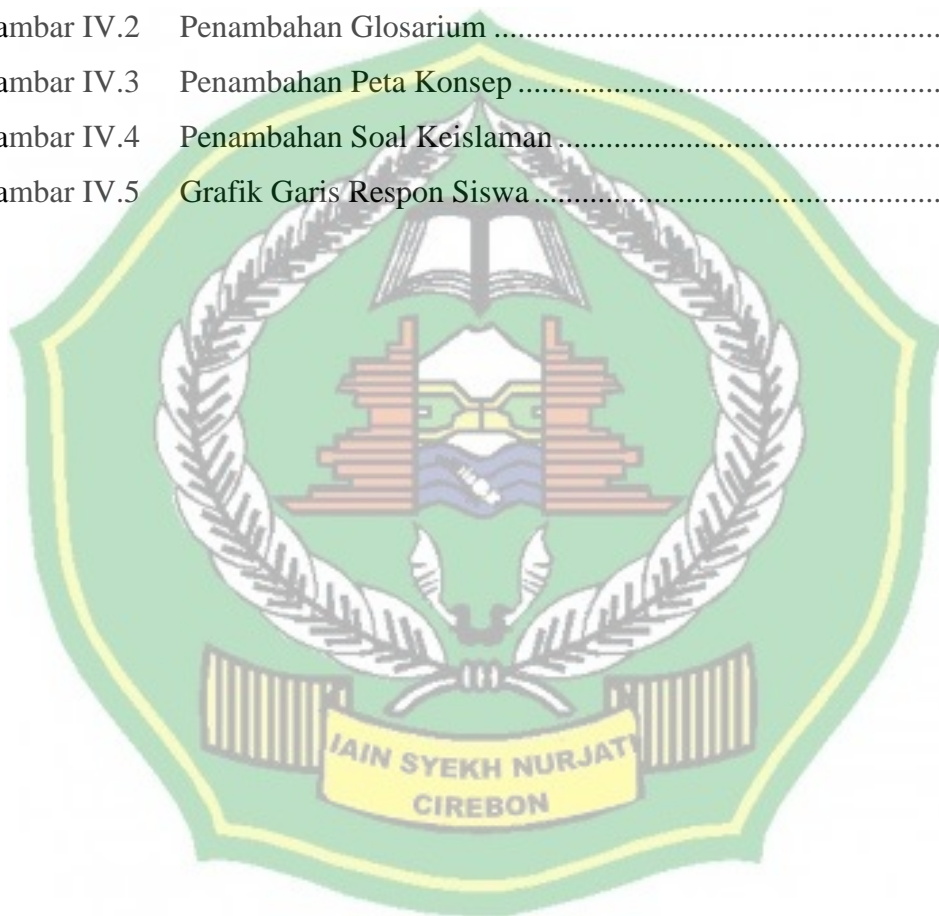 ambar IV.2 Penambahan Glosarium ......................................................................
ambar IV.3 Penambahan Peta Konsep ..................................................................
ambar IV.4 Penambahan Soal Keislaman ............................................................
ambar IV.5 Grafik Garis Respon Siswa ................................................................
IAIN SYEKH NURJATI
CIREBON